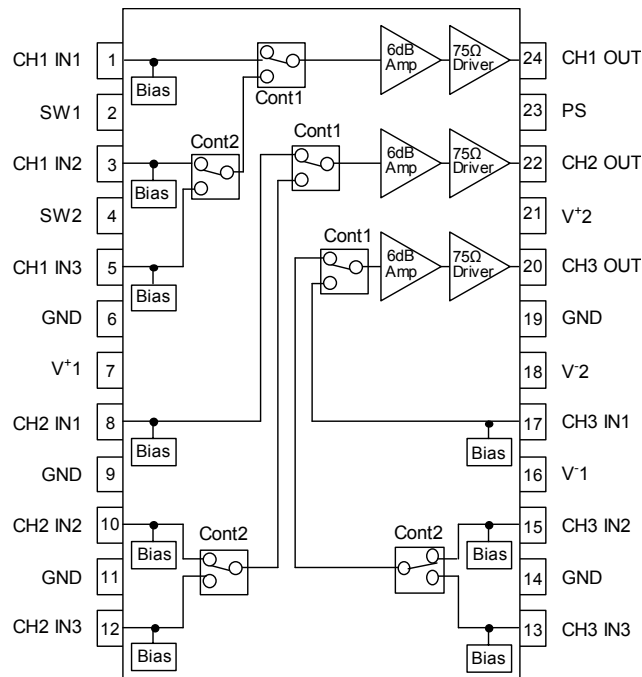 CH1 IN1 1 6dB Amp 75Ω Driver 24 CH1 OUT
Bias
Cont1
SW1 2 23 PS
Cont2 Cont1
CH1 IN2 3 6dB Amp 75Ω Driver 22 CH2 OUT
Bias
SW2 4 21 V+2
Cont1
CH1 IN3 5 6dB Amp 75Ω Driver 20 CH3 OUT
Bias
GND 6 19 GND
V+1 7 18 V-2
CH2 IN1 8 17 CH3 IN1
Bias Bias
GND 9 16 V-1
CH2 IN2 10 15 CH3 IN2
Cont2 Cont2
Bias Bias
GND 11 14 GND
CH2 IN3 12 13 CH3 IN3
Bias Bias